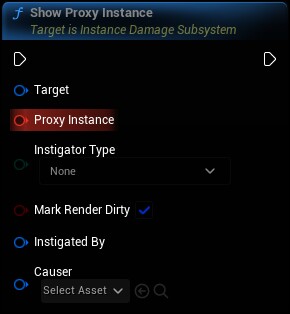 Show Proxy Instance
Target is Instance Damage Subsystem
Target
Proxy Instance
Instigator Type
None
Mark Render Dirty
Instigated By
Causer
Select Asset